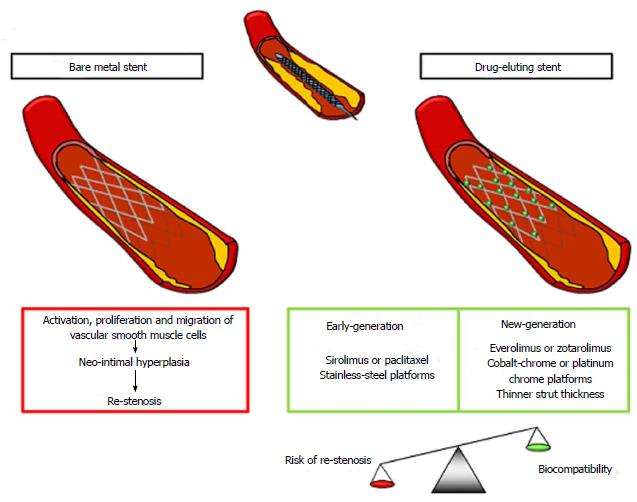 Bare metal stent
Drug-eluting stent
Activation, proliferation and migration of
vascular smooth muscle cells
Neo-intimal hyperplasia
Re-stenosis
Early-generation
Sirolimus or paclitaxel
Stainless-steel platforms
New-generation
Everolimus or zotarolimus
Cobalt-chrome or platinum
chrome platforms
Thinner strut thickness
Risk of re-stenosis
Biocompatibility